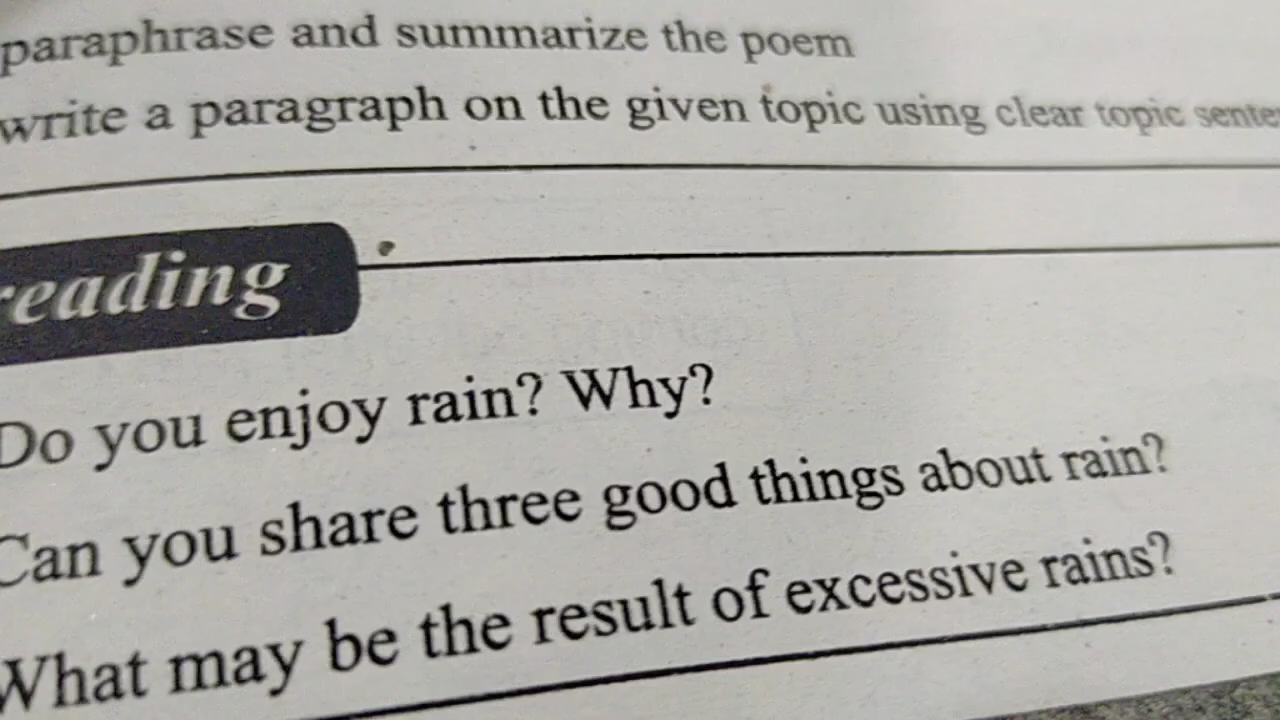 paraphrase and summarize the poem
write a paragraph on the given topic using clear topic
reading
Do you enjoy rain? Why?
Can you share three good things about rain?
What may be the result of excessive rains?